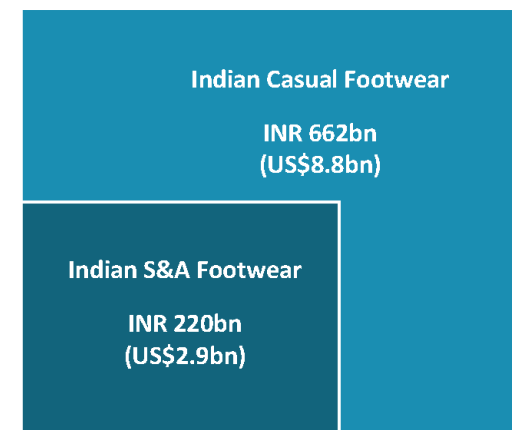 Indian Casual Footwear
INR 662bn
(US$8.8bn)
Indian S&A Footwear
INR 220bn
(US$2.9bn)